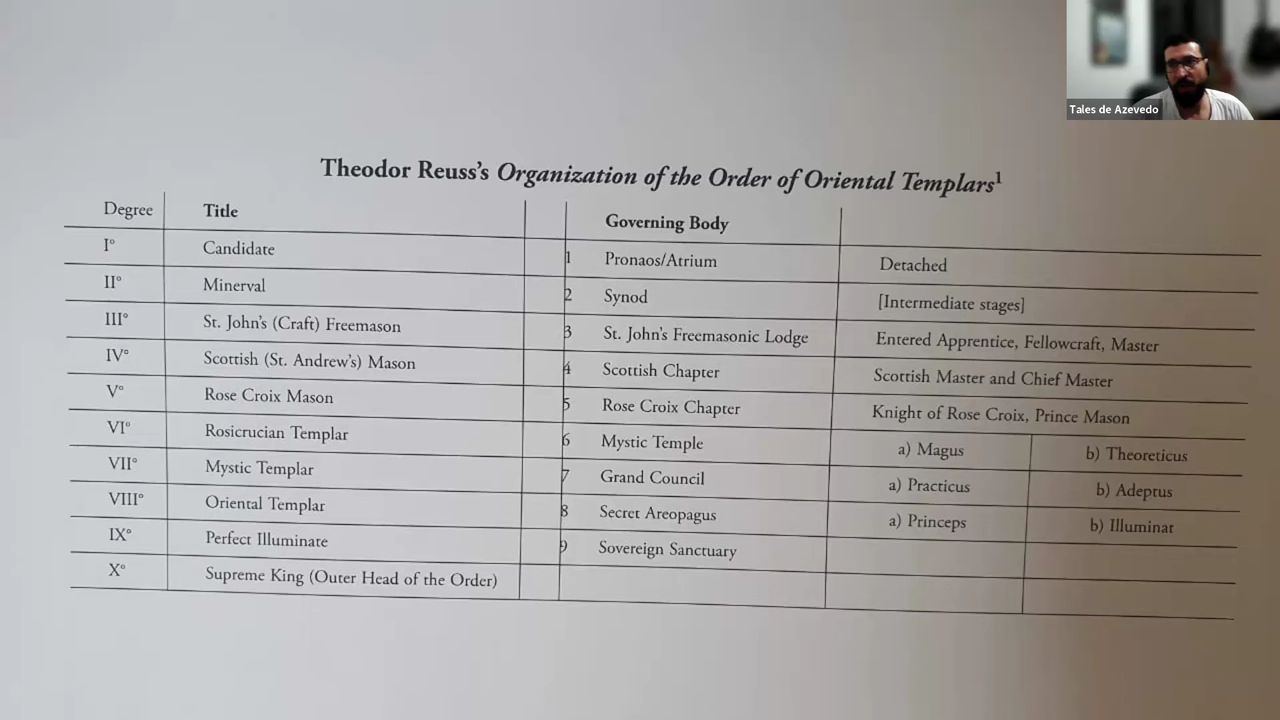 Tales de Azevedo
Theodor Reuss's Organization of the Order of Oriental Templars¹
Degree Title Governing Body
I° Candidate 1 Pronaos/Atrium Detached
II° Minerval 2 Synod [Intermediate stages]
III° St. John's (Craft) Freemason 3 St. John's Freemasonic Lodge Entered Apprentice, Fellowcraft, Master
IV° Scottish (St. Andrew's) Mason 4 Scottish Chapter Scottish Master and Chief Master
V° Rose Croix Mason 5 Rose Croix Chapter Knight of Rose Croix, Prince Mason
VI° Rosicrucian Templar 6 Mystic Temple a) Magus b) Theoreticus
VII° Mystic Templar 7 Grand Council a) Practicus b) Adeptus
VIII° Oriental Templar 8 Secret Areopagus a) Princeps b) Illuminat
IX° Perfect Illuminate 9 Sovereign Sanctuary
X° Supreme King (Outer Head of the Order)